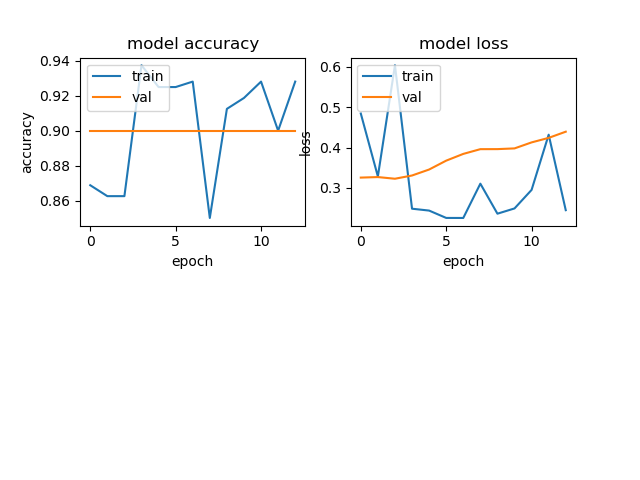 model accuracy
0.94
0.92
0.90
0.88
0.86
accuracy
train
val
0
5
10
epoch
model loss
0.6
0.5
0.4
0.3
loss
train
val
0
5
10
epoch